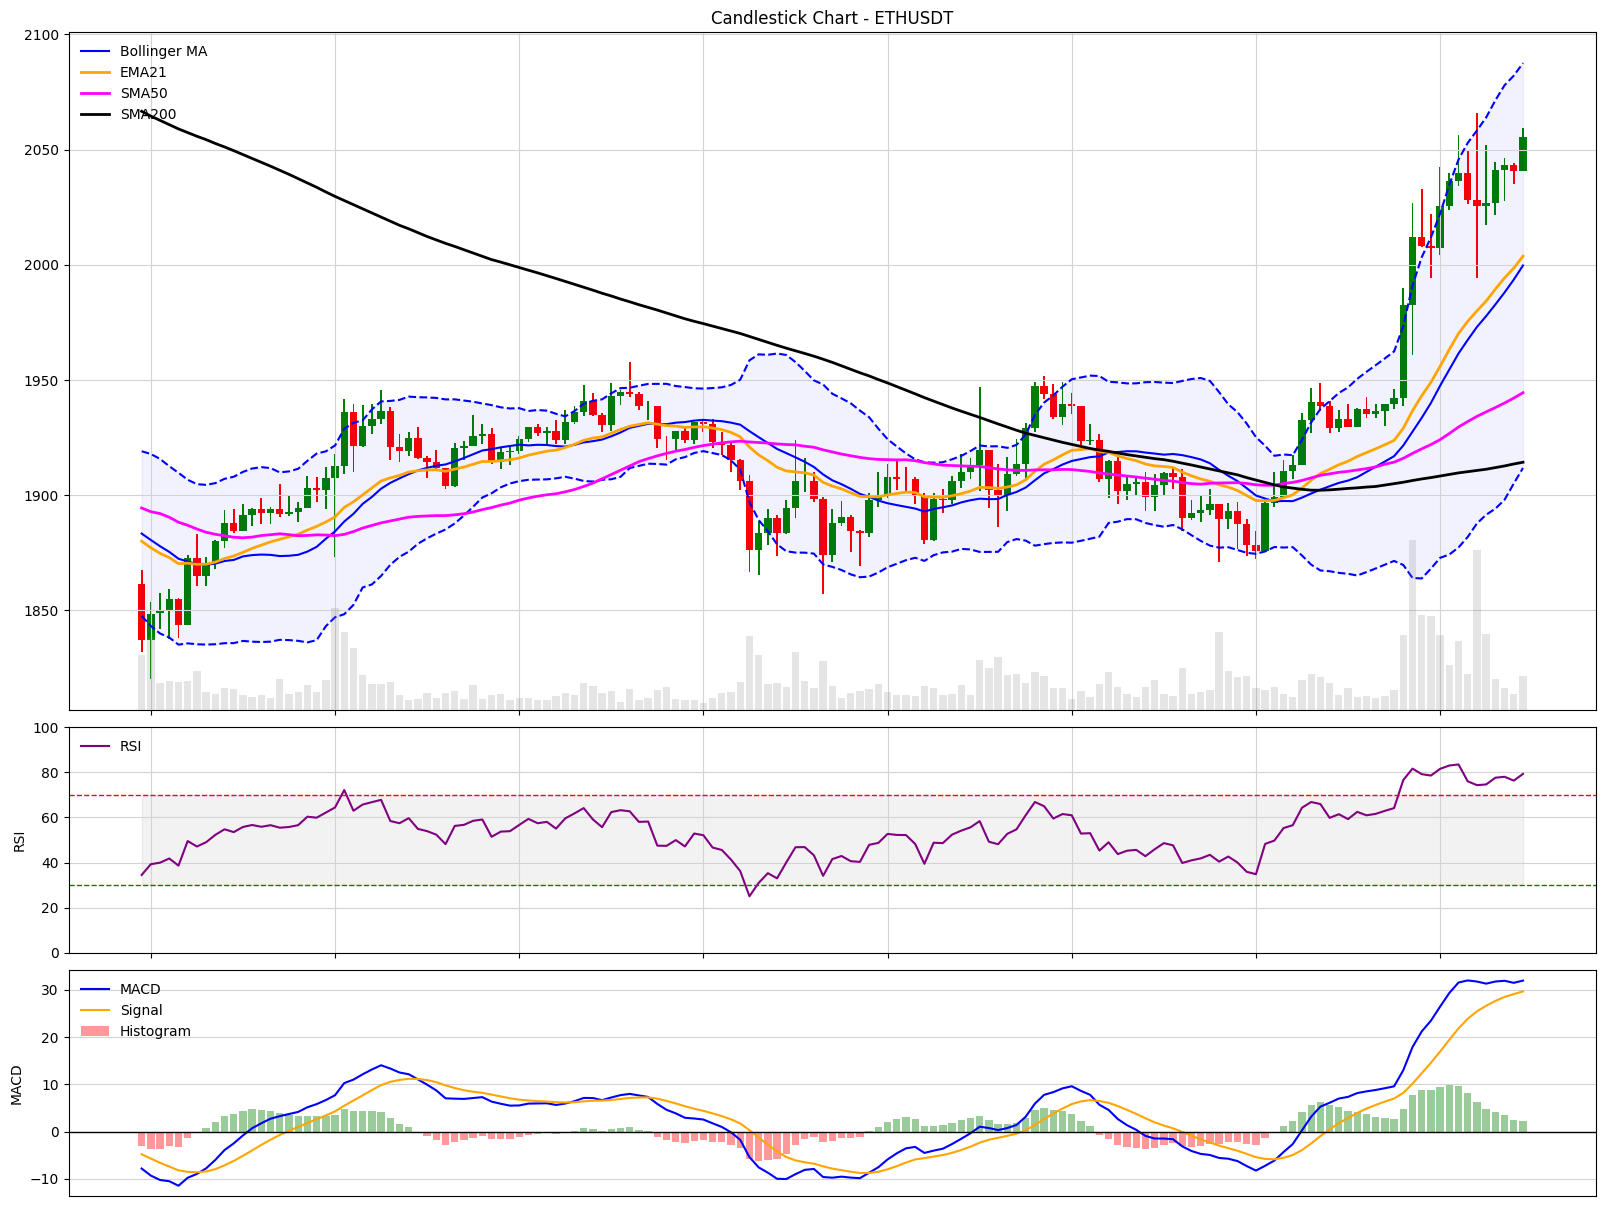 Candlestick Chart - ETHUSDT
2100
2050
2000
1950
1900
1850
Bollinger MA
EMA21
SMA50
SMA200
100
80
60
40
20
0
RSI
RSI
30
20
10
0
−10
MACD
MACD
Signal
Histogram